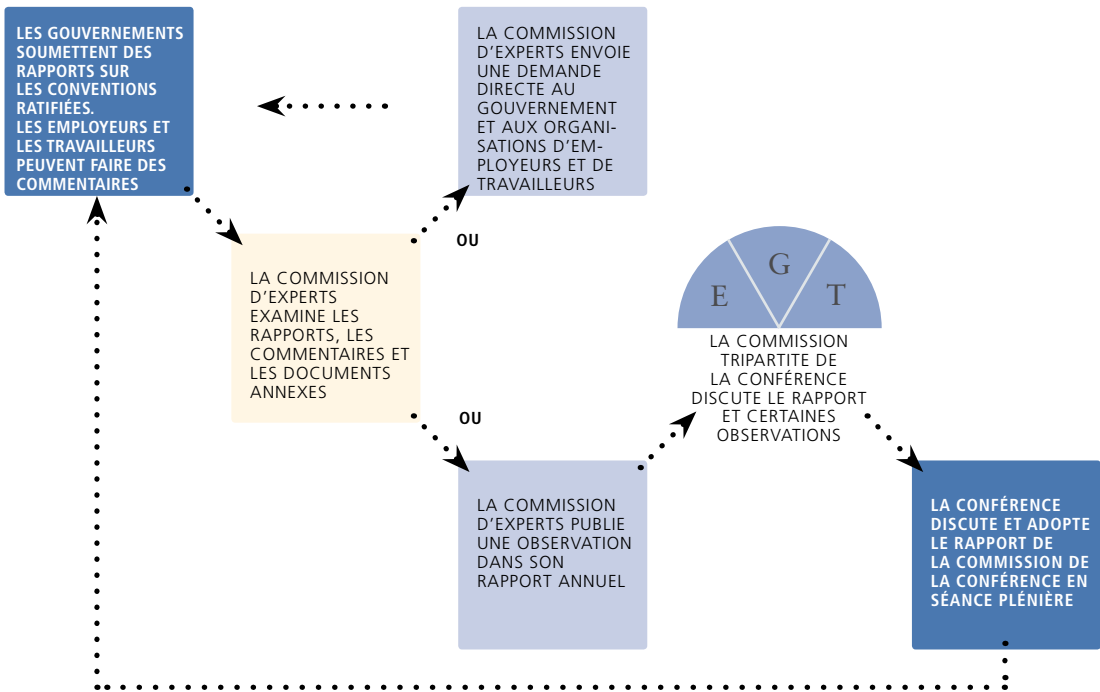 LES GOUVERNEMENTS
SOUMETTENT DES
RAPPORTS SUR
LES CONVENTIONS
RATIFIÉES.
LES EMPLOYEURS ET
LES TRAVAILLEURS
PEUVENT FAIRE DES
COMMENTAIRES
LA COMMISSION
D'EXPERTS ENVOIE
UNE DEMANDE
DIRECTE AU
GOUVERNEMENT
ET AUX ORGANI-
SATIONS D'EM-
PLOYEURS ET DE
TRAVAILLEURS
OU
LA COMMISSION
D'EXPERTS
EXAMINE LES
RAPPORTS, LES
COMMENTAIRES ET
LES DOCUMENTS
ANNEXES
OU
E G T
LA COMMISSION
TRIPARTITE DE
LA CONFÉRENCE
DISCUTE LE RAPPORT
ET CERTAINES
OBSERVATIONS
LA COMMISSION
D'EXPERTS PUBLIE
UNE OBSERVATION
DANS SON
RAPPORT ANNUEL
LA CONFÉRENCE
DISCUTE ET ADOPTE
LE RAPPORT DE
LA COMMISSION DE
LA CONFÉRENCE EN
SÉANCE PLÉNIÈRE